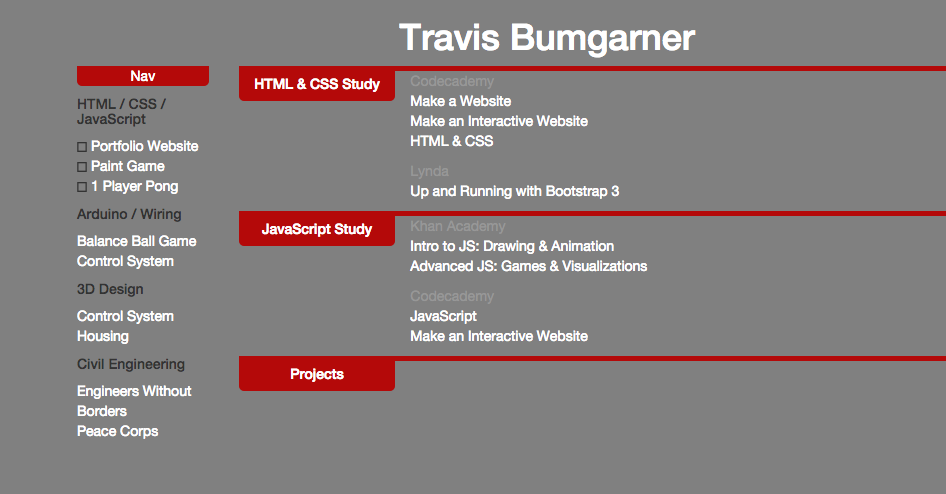 Travis Bumgarner
Nav
HTML / CSS /
JavaScript
Portfolio Website
Paint Game
1 Player Pong
Arduino / Wiring
Balance Ball Game
Control System
3D Design
Control System
Housing
Civil Engineering
Engineers Without
Borders
Peace Corps
HTML & CSS Study
Codecademy
Make a Website
Make an Interactive Website
HTML & CSS
Lynda
Up and Running with Bootstrap 3
JavaScript Study
Khan Academy
Intro to JS: Drawing & Animation
Advanced JS: Games & Visualizations
Codecademy
JavaScript
Make an Interactive Website
Projects